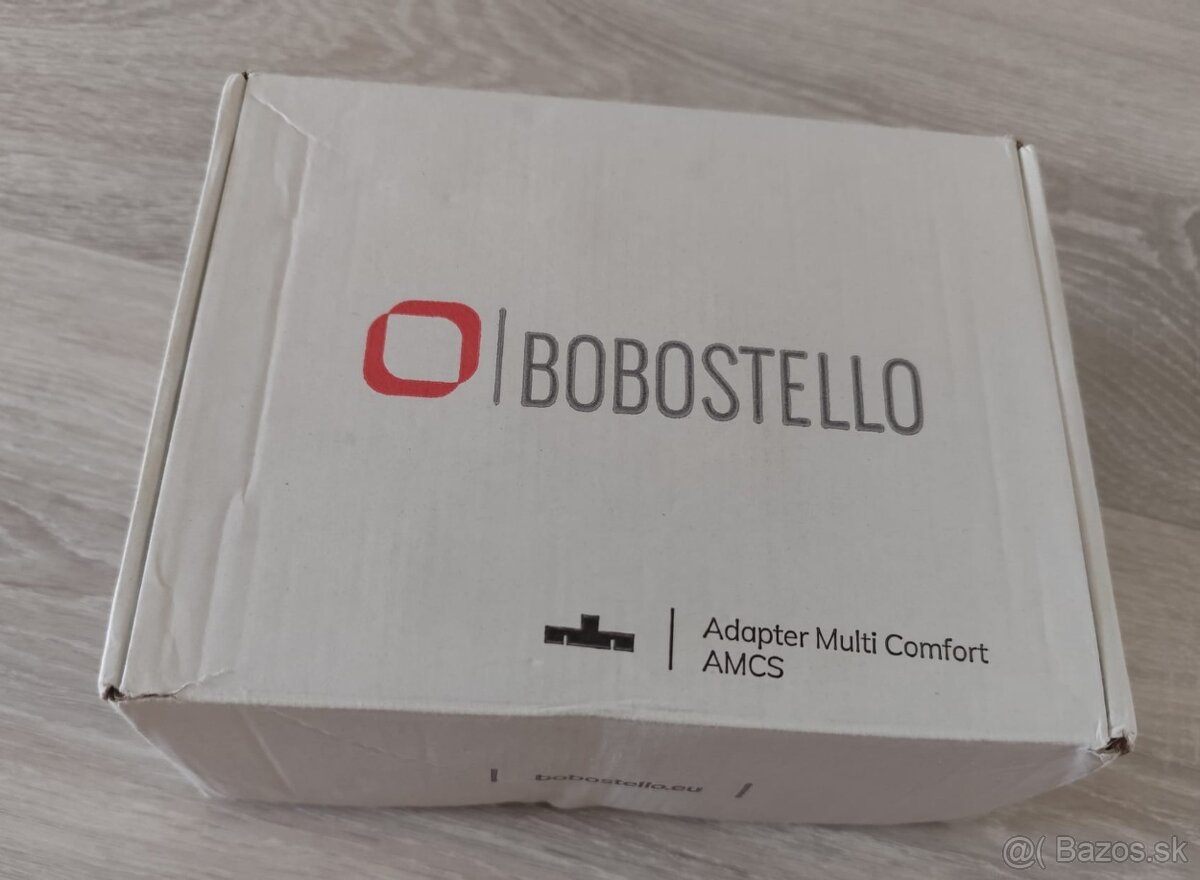 BOBOSTELLO
Adapter Multi Comfort
AMCS
bobostello.eu
@( Bazos.sk